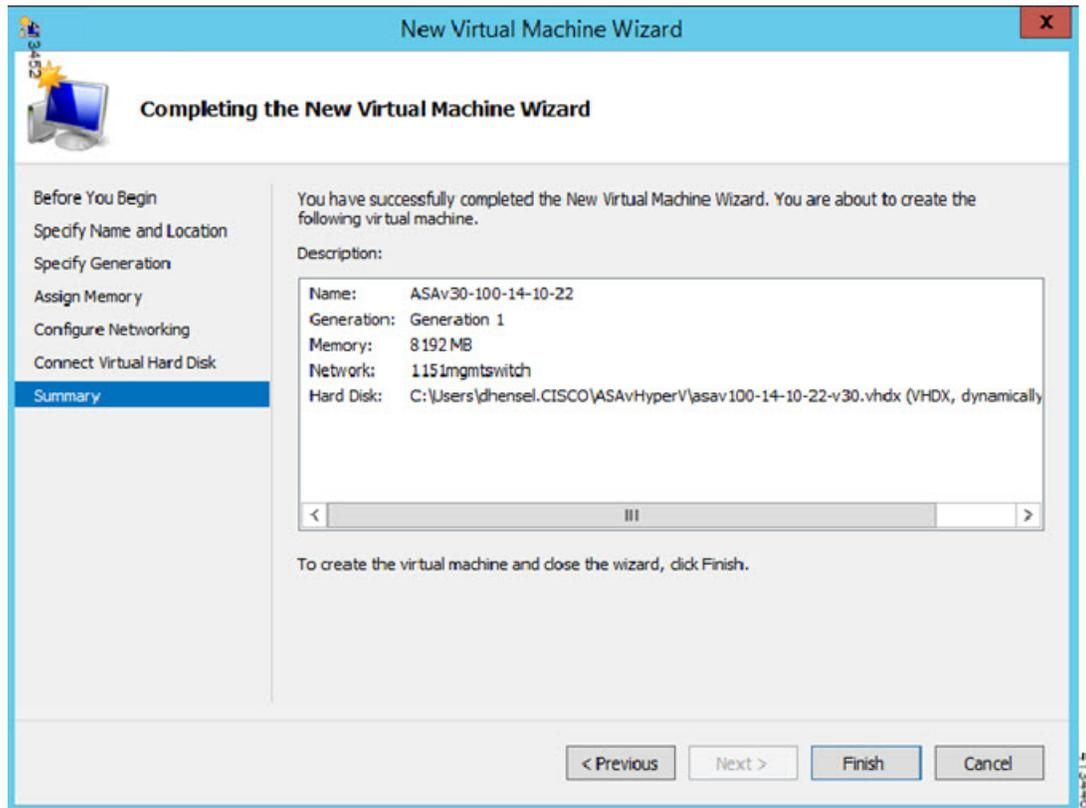 New Virtual Machine Wizard
X
413452
Completing the New Virtual Machine Wizard
Before You Begin
Specify Name and Location
Specify Generation
Assign Memory
Configure Networking
Connect Virtual Hard Disk
Summary
You have successfully completed the New Virtual Machine Wizard. You are about to create the
following virtual machine.
Description:
Name: ASAv30-100-14-10-22
Generation: Generation 1
Memory: 8192 MB
Network: 1151mgmtswitch
Hard Disk: C:\Users\dhensel.CISCO\ASAvHyperV\asav100-14-10-22-v30.vhdx (VHDX, dynamically
To create the virtual machine and close the wizard, click Finish.
< Previous
Next >
Finish
Cancel